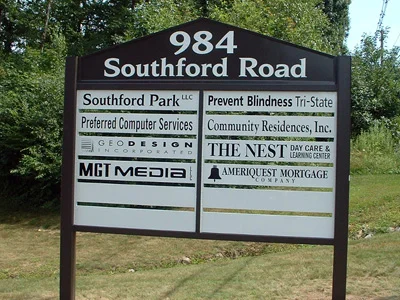 984
Southford Road
Southford Park LLC
Preferred Computer Services
GEODESIGN
INCORPORATED
MGT MEDIA
Prevent Blindness Tri-State
Community Residences, Inc.
THE NEST DAY CARE &
LEARNING CENTER
AMERIQUEST MORTGAGE
COMPANY